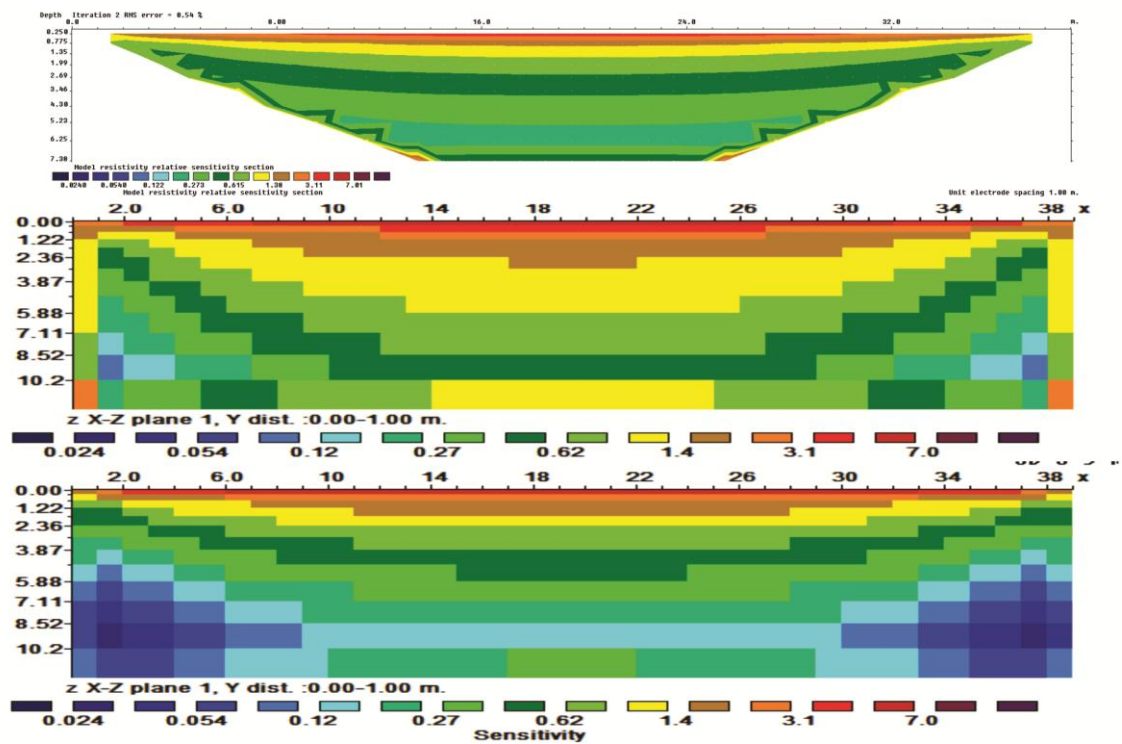 Depth Iteration 2 RMS error = 0.54 %
0.0 8.00 16.0 24.0 32.0 m.
0.250
0.775
1.35
1.99
2.69
3.46
4.30
5.23
6.25
7.38
Model resistivity relative sensitivity section
0.0240 0.0540 0.122 0.273 0.615 1.38 3.11 7.01
Model resistivity relative sensitivity section
Unit electrode spacing 1.00 m.
2.0 6.0 10 14 18 22 26 30 34 38 x
0.00
1.22
2.36
3.87
5.88
7.11
8.52
10.2
z X-Z plane 1, Y dist. :0.00-1.00 m.
0.024 0.054 0.12 0.27 0.62 1.4 3.1 7.0
2.0 6.0 10 14 18 22 26 30 34 38 x
0.00
1.22
2.36
3.87
5.88
7.11
8.52
10.2
z X-Z plane 1, Y dist. :0.00-1.00 m.
0.024 0.054 0.12 0.27 0.62 1.4 3.1 7.0
Sensitivity